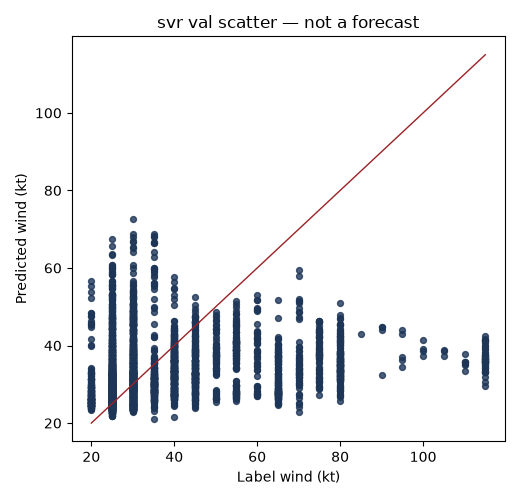 svr val scatter — not a forecast
100
80
60
40
20
Predicted wind (kt)
20 40 60 80 100
Label wind (kt)